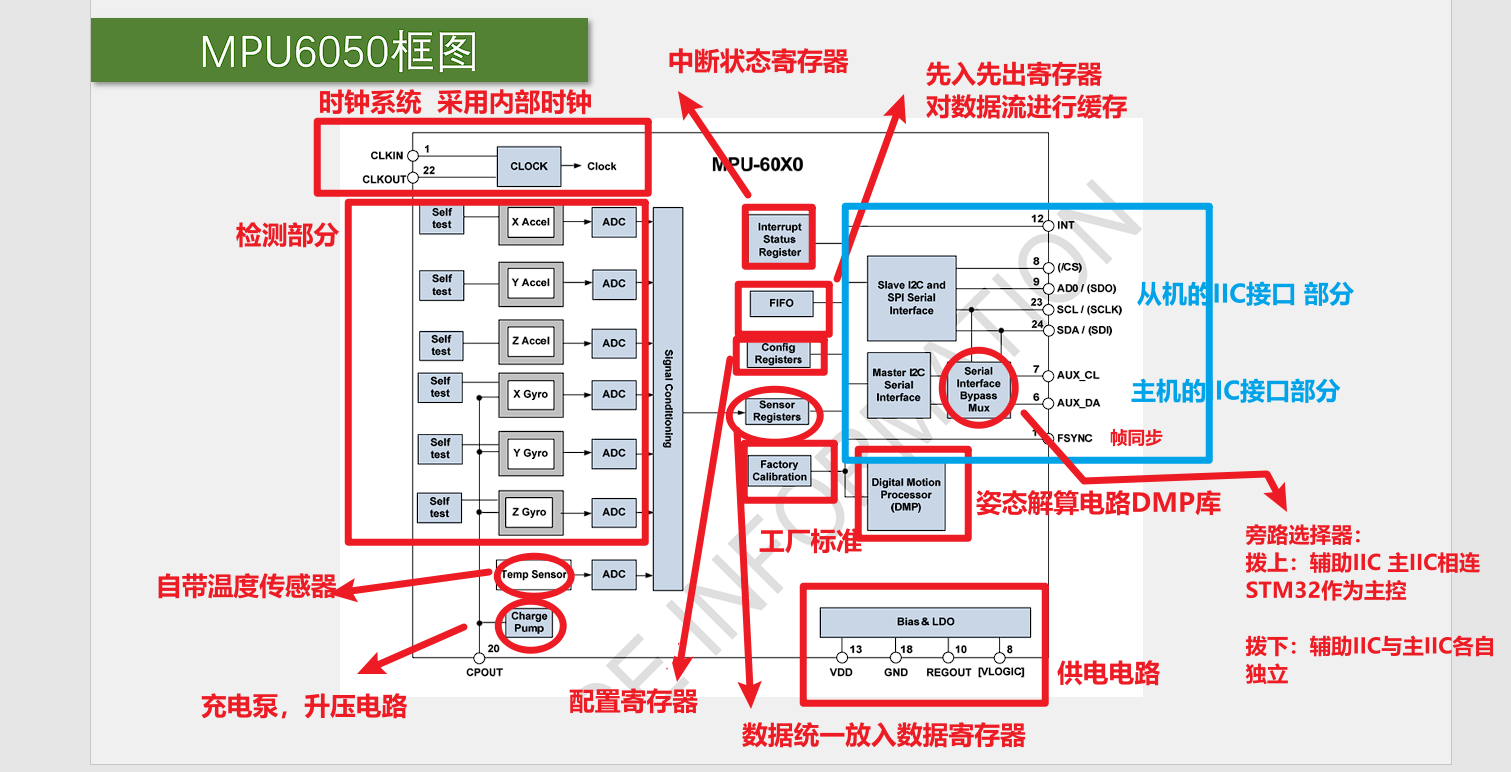 MPU6050框图
中断状态寄存器
先入先出寄存器
对数据流进行缓存
时钟系统 采用内部时钟
MPU-60X0
CLKIN
1
CLKOUT
22
CLOCK
Clock
检测部分
Self
test
X Accel
ADC
Self
test
Y Accel
ADC
Self
test
Z Accel
ADC
Self
test
X Gyro
ADC
Self
test
Y Gyro
ADC
Self
test
Z Gyro
ADC
Temp Sensor
ADC
Charge
Pump
20
CPOUT
Signal Conditioning
Interrupt
Status
Register
FIFO
Config
Registers
Sensor
Registers
Factory
Calibration
Slave I2C and
SPI Serial
Interface
Master I2C
Serial
Interface
Serial
Interface
Bypass
Mux
Digital Motion
Processor
(DMP)
12
INT
8
(/CS)
9
AD0 / (SDO)
23
SCL / (SCLK)
24
SDA / (SDI)
7
AUX_CL
6
AUX_DA
1
FSYNC
帧同步
从机的IIC接口 部分
主机的IIC接口部分
姿态解算电路DMP库
工厂标准
旁路选择器：
拨上：辅助IIC 主IIC相连
STM32作为主控
拨下：辅助IIC与主IIC各自
独立
自带温度传感器
充电泵，升压电路
配置寄存器
数据统一放入数据寄存器
Bias & LDO
13
18
10
8
VDD
GND
REGOUT
[VLOGIC]
供电电路
INFORMATION